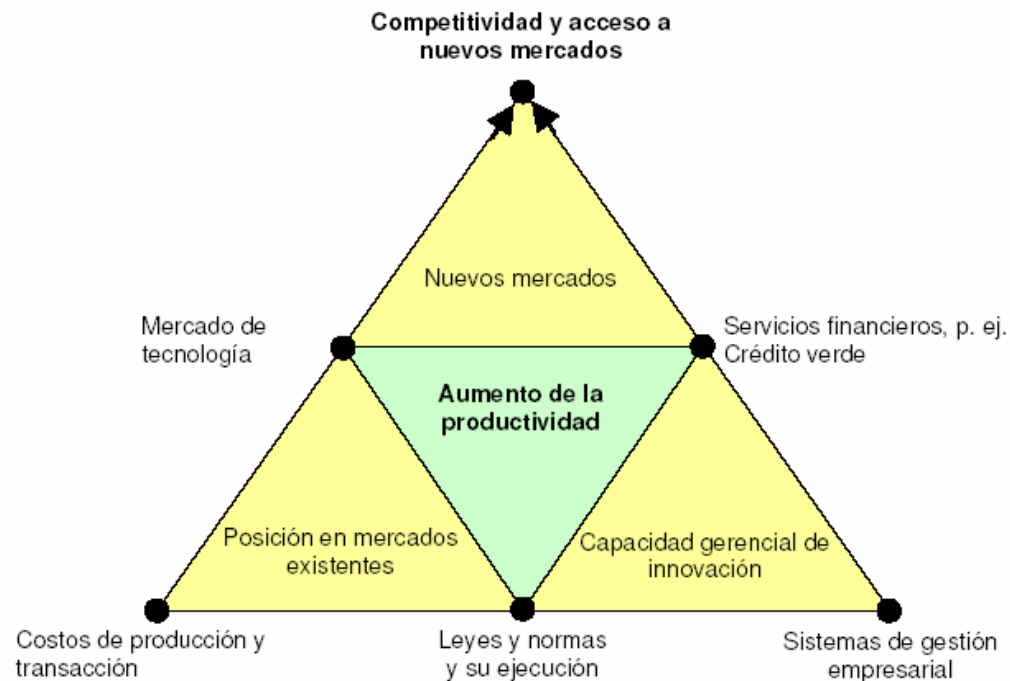 Competitividad y acceso a
nuevos mercados
Nuevos mercados
Mercado de
tecnología
Servicios financieros, p. ej.
Crédito verde
Aumento de la
productividad
Posición en mercados
existentes
Capacidad gerencial de
innovación
Costos de producción y
transacción
Leyes y normas
y su ejecución
Sistemas de gestión
empresarial